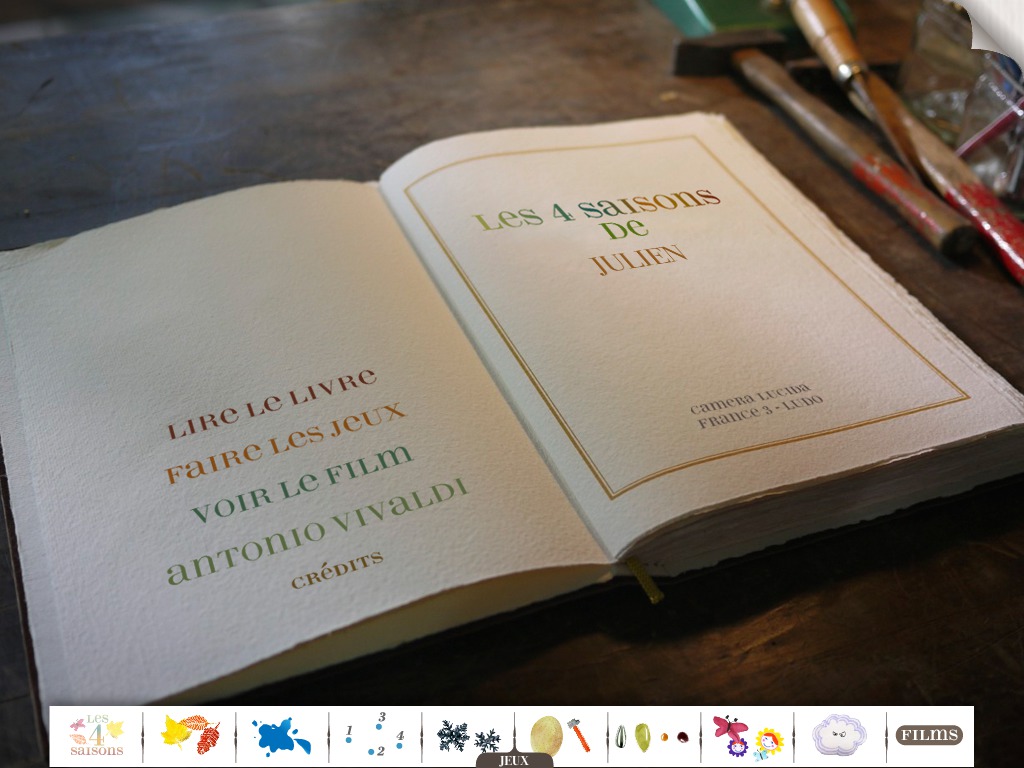 Les 4 saisons
De
JULIEN
camera lucida
France 3 - LUDO
LIRE Le LIVRE
FAIRE LES JEUX
VOIR Le FILM
antonio vivaldi
crédits
Les
4
saisons
1
3
2
4
JEUX
FILMS